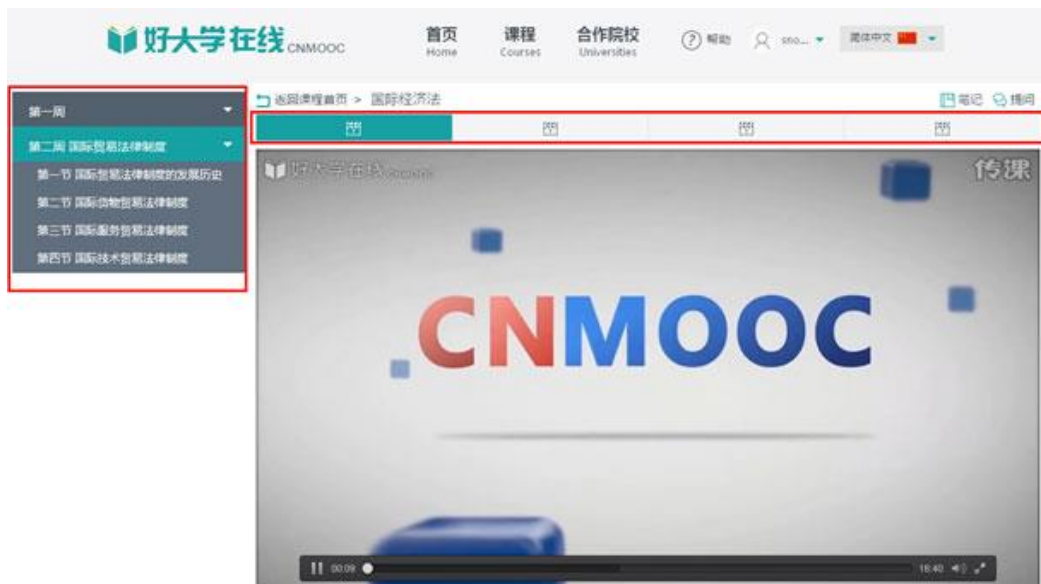 好大学在线 CNMOOC
首页 课程 合作院校 帮助 sno... 简体中文
Home Courses Universities
返回课程首页 > 国际经济法 笔记 提问
第一周
第二周 国际贸易法律制度
第一节 国际贸易法律制度的发展历史
第二节 国际货物贸易法律制度
第三节 国际服务贸易法律制度
第四节 国际技术贸易法律制度
好大学在线 CNMOOC 传课
CNMOOC
00:09 16:40